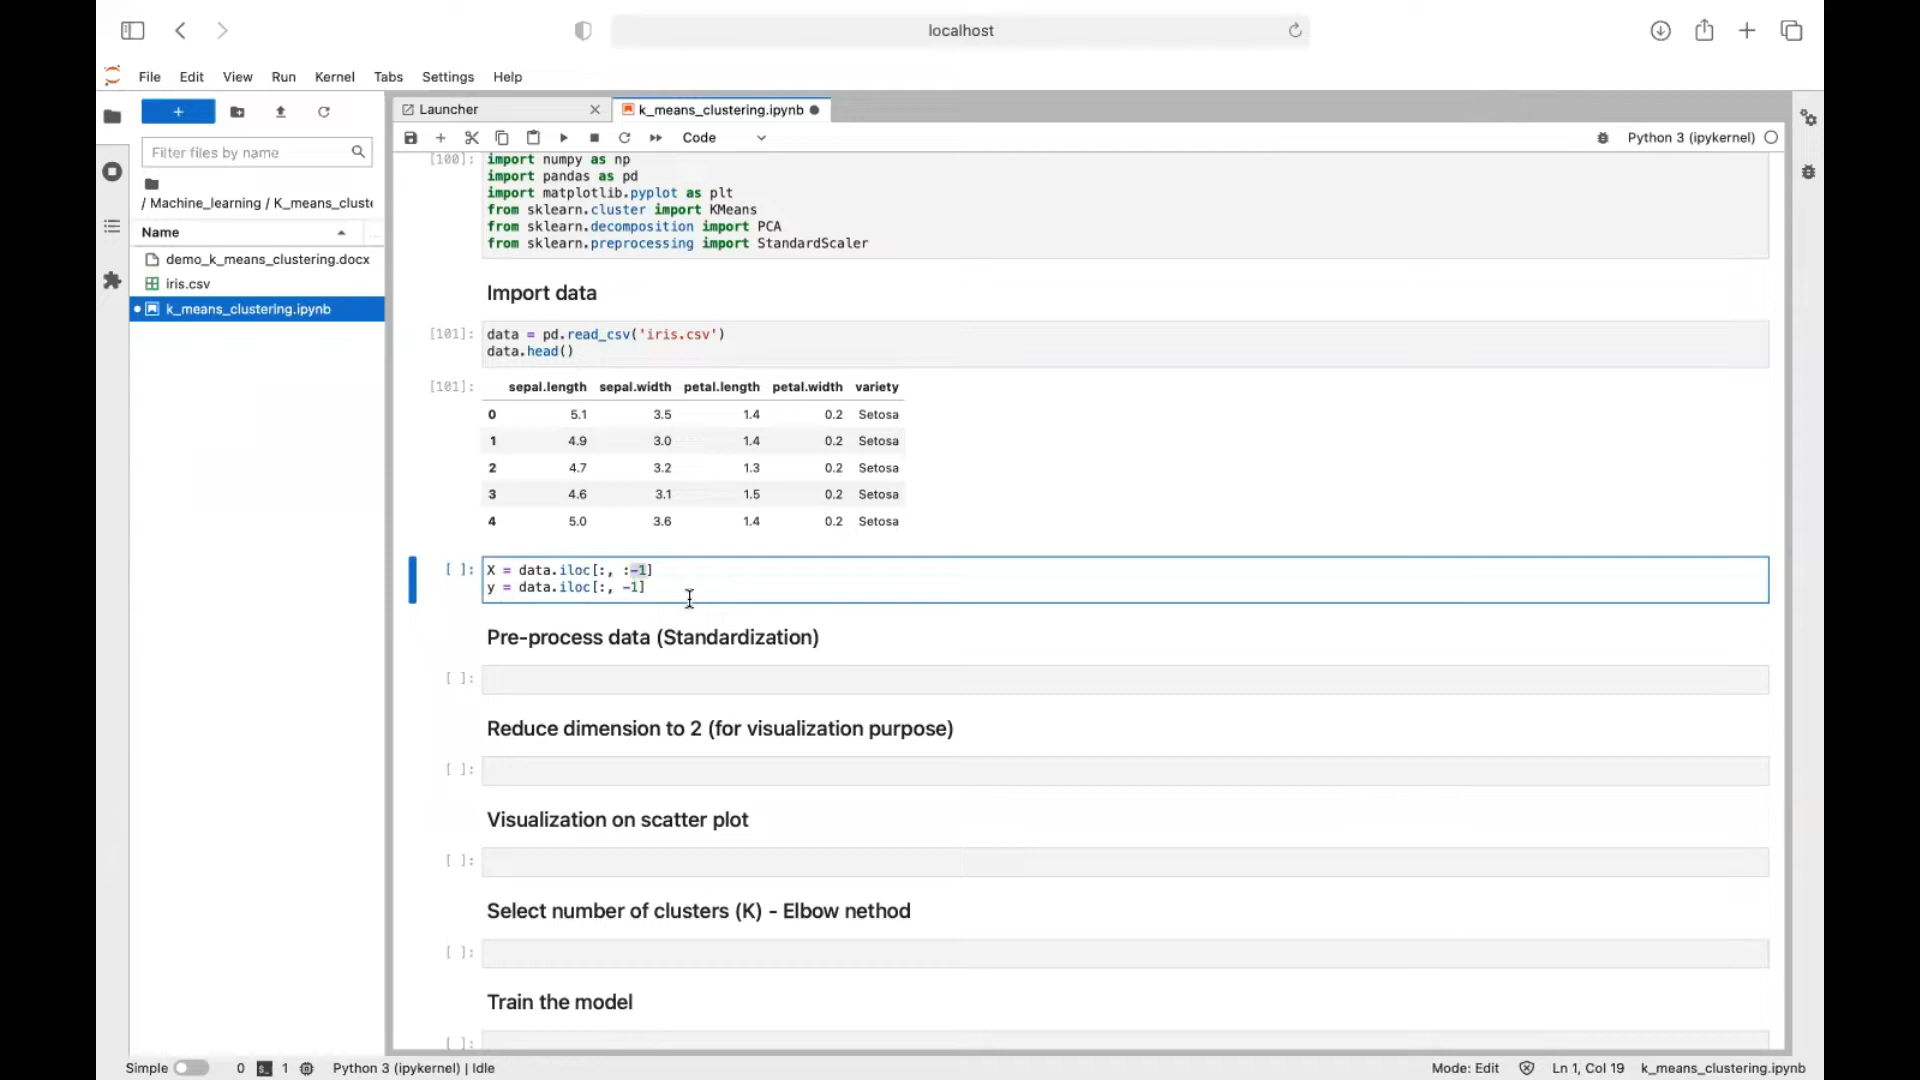 localhost
File Edit View Run Kernel Tabs Settings Help
+
Filter files by name
/ Machine_learning / K_means_cluste
Name
demo_k_means_clustering.docx
iris.csv
k_means_clustering.ipynb
Launcher
k_means_clustering.ipynb
Code
Python 3 (ipykernel)
[100]:
import numpy as np
import pandas as pd
import matplotlib.pyplot as plt
from sklearn.cluster import KMeans
from sklearn.decomposition import PCA
from sklearn.preprocessing import StandardScaler
Import data
[101]:
data = pd.read_csv('iris.csv')
data.head()
[101]:
sepal.length sepal.width petal.length petal.width variety
0 5.1 3.5 1.4 0.2 Setosa
1 4.9 3.0 1.4 0.2 Setosa
2 4.7 3.2 1.3 0.2 Setosa
3 4.6 3.1 1.5 0.2 Setosa
4 5.0 3.6 1.4 0.2 Setosa
[ ]:
X = data.iloc[:, :-1]
y = data.iloc[:, -1]
Pre-process data (Standardization)
[ ]:
Reduce dimension to 2 (for visualization purpose)
[ ]:
Visualization on scatter plot
[ ]:
Select number of clusters (K) - Elbow nethod
[ ]:
Train the model
[ ]:
Simple 0 1 Python 3 (ipykernel) | Idle
Mode: Edit Ln 1, Col 19 k_means_clustering.ipynb